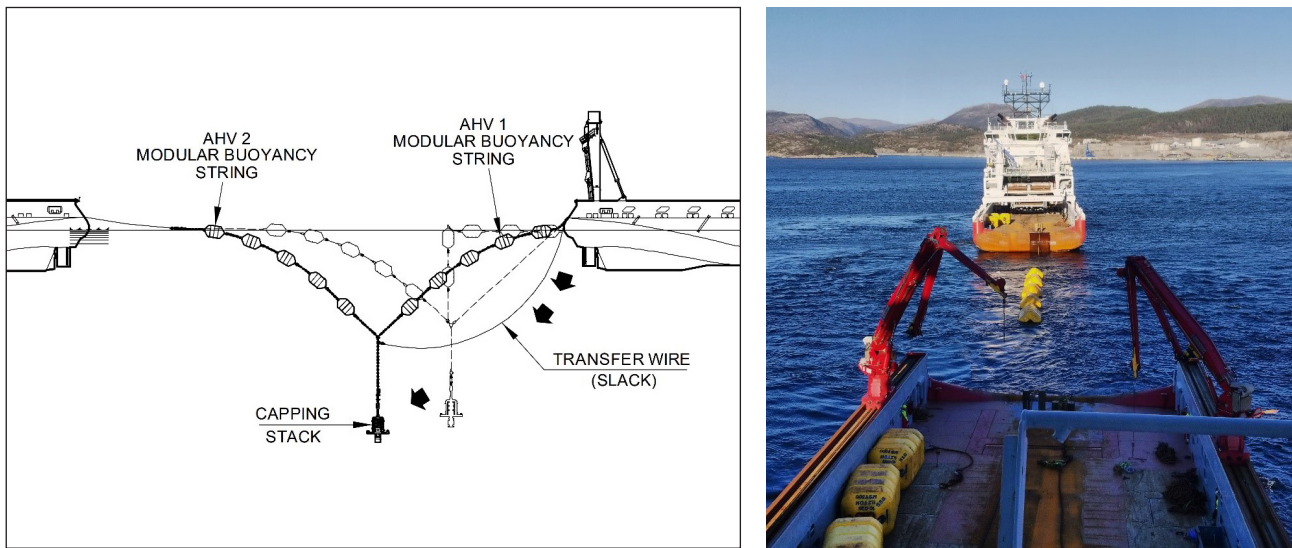 AHV 2
MODULAR BUOYANCY
STRING
AHV 1
MODULAR BUOYANCY
STRING
TRANSFER WIRE
(SLACK)
CAPPING
STACK